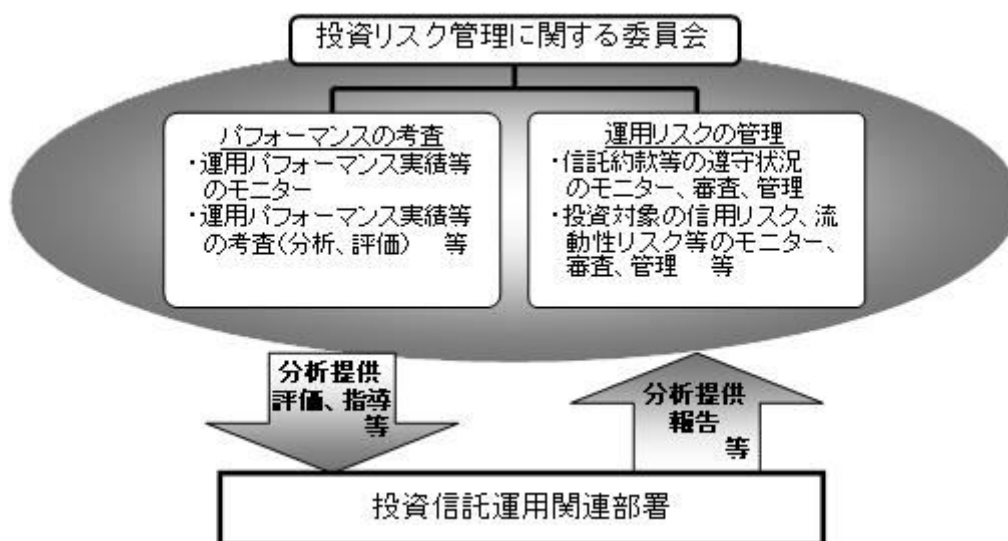 投資リスク管理に関する委員会
パフォーマンスの考査
・運用パフォーマンス実績等
のモニター
・運用パフォーマンス実績等
の考査(分析、評価) 等
運用リスクの管理
・信託約款等の遵守状況
のモニター、審査、管理
・投資対象の信用リスク、流
動性リスク等のモニター、
審査、管理 等
分析提供
評価、指導
等
分析提供
報告
等
投資信託運用関連部署